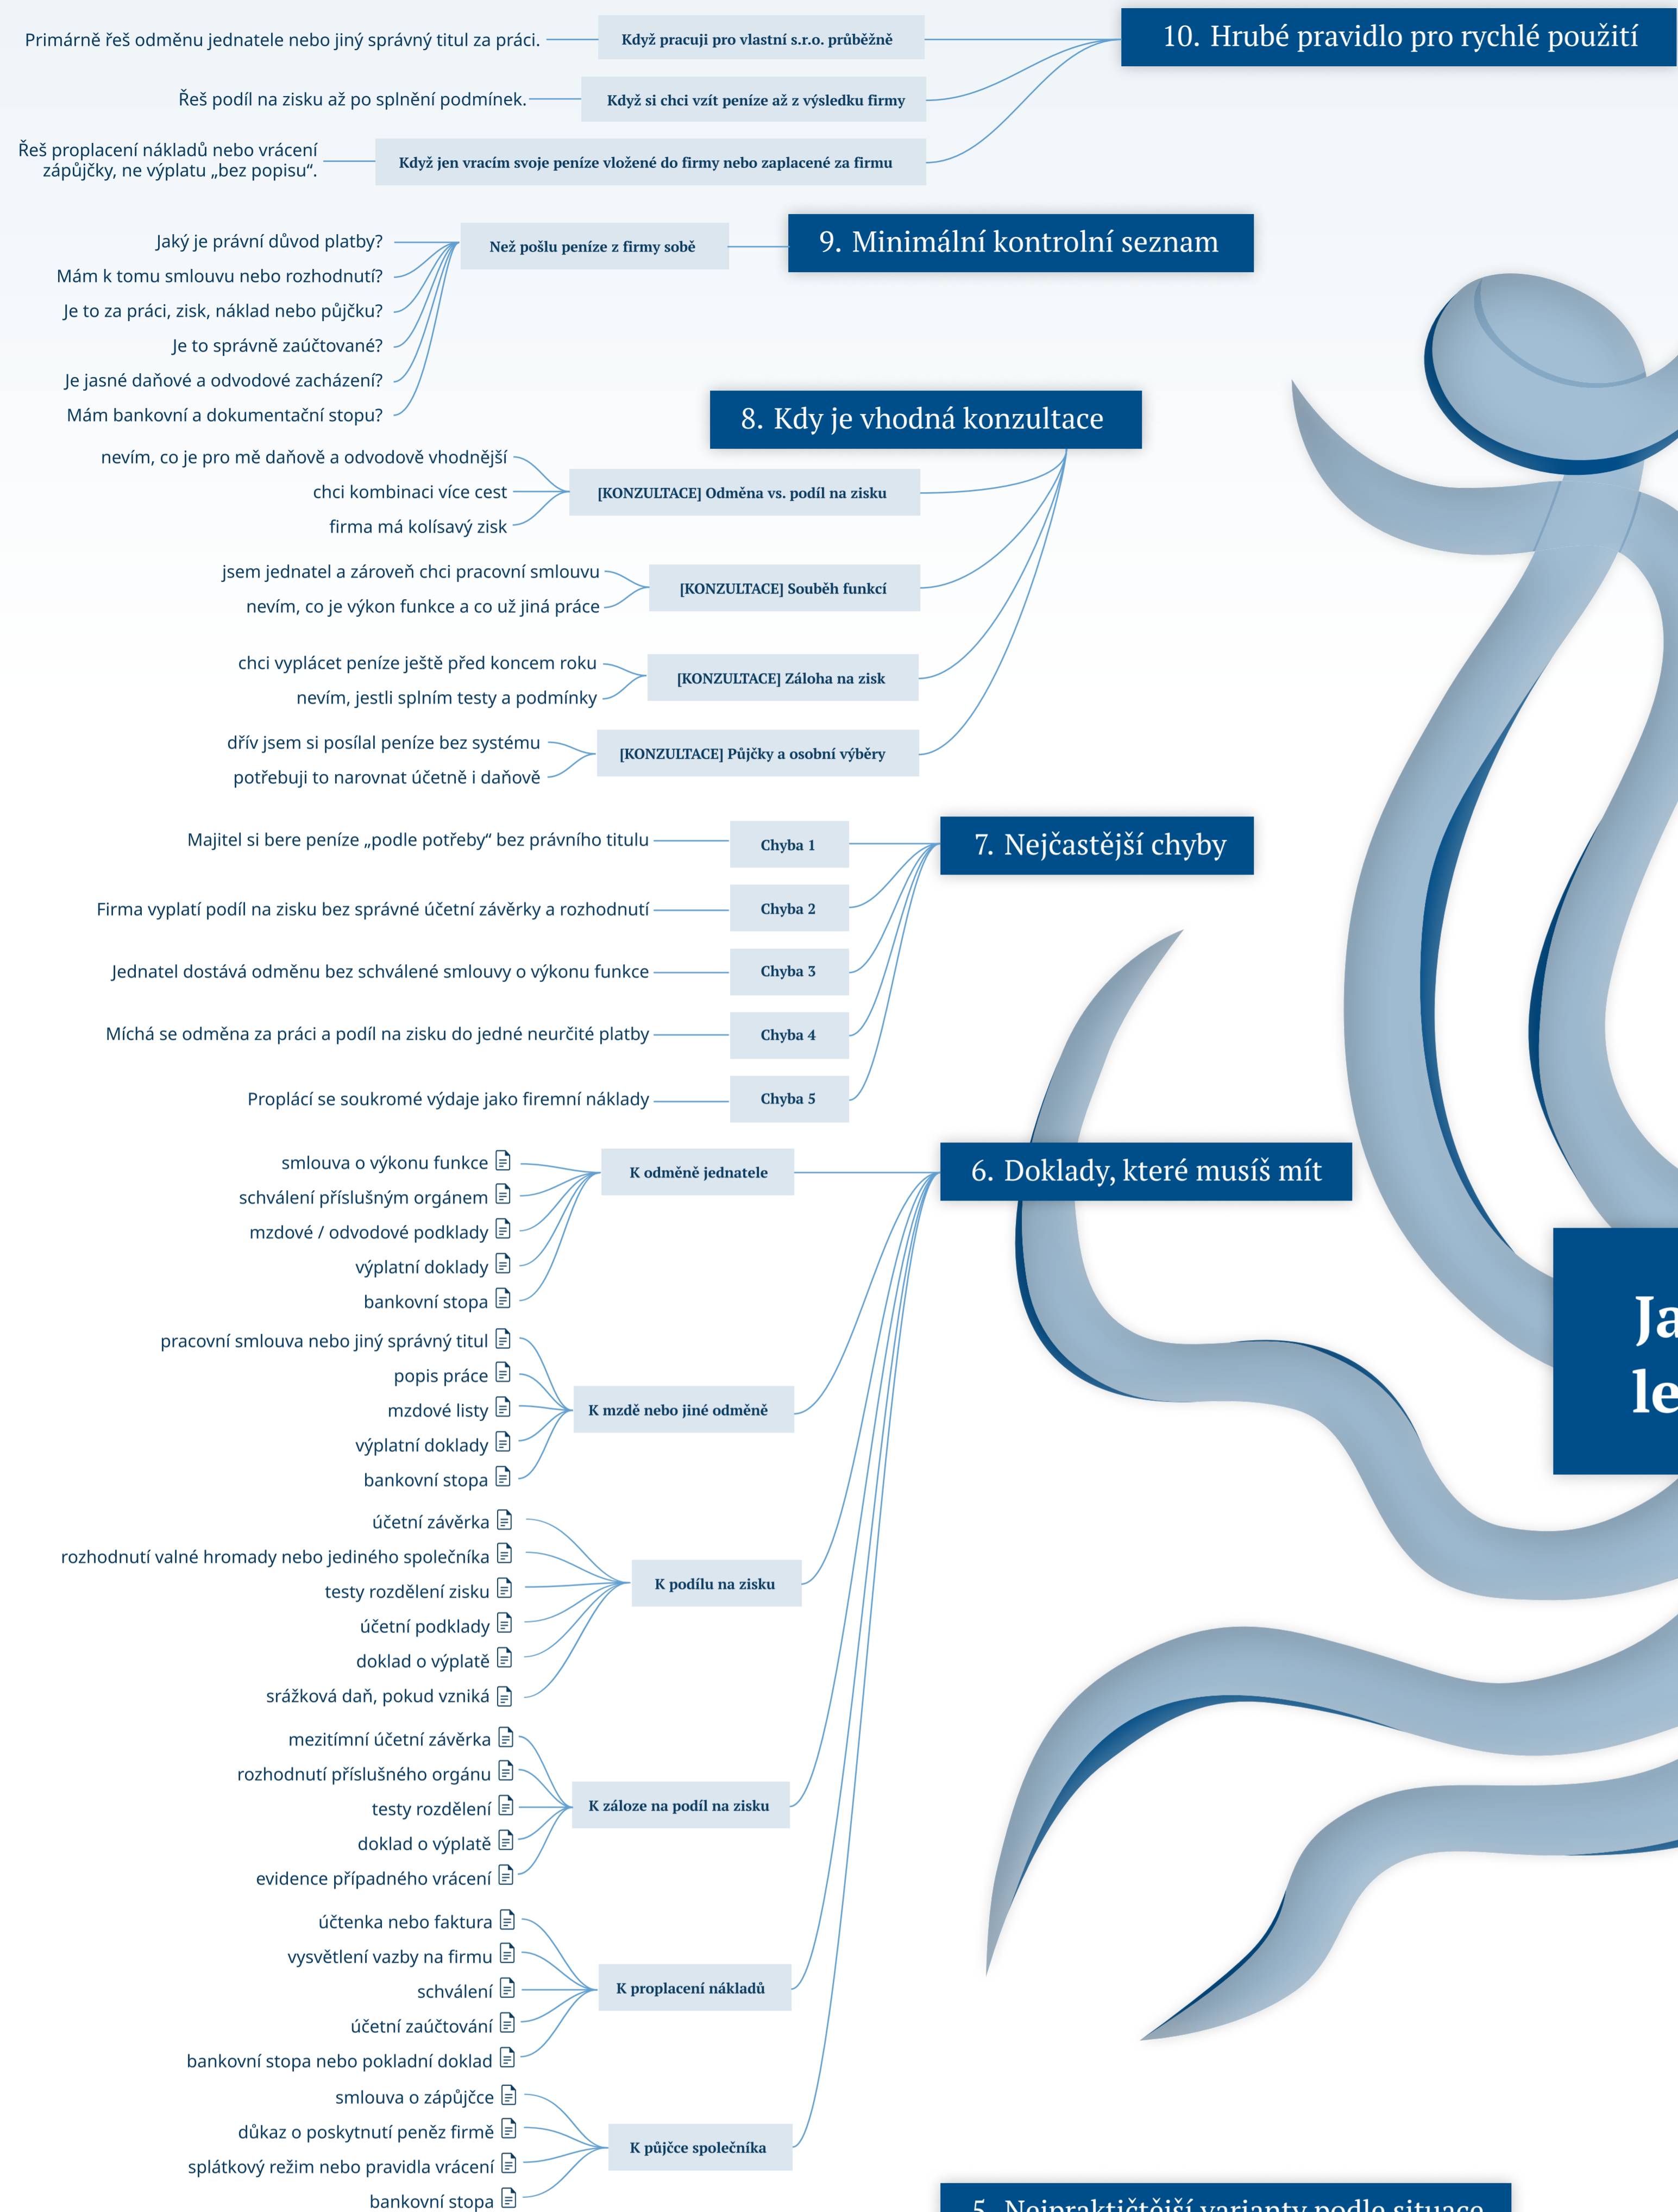 10. Hrubé pravidlo pro rychlé použití
Když pracuji pro vlastní s.r.o. průběžně
Primárně řeš odměnu jednatele nebo jiný správný titul za práci.
Když si chci vzít peníze až z výsledku firmy
Řeš podíl na zisku až po splnění podmínek.
Když jen vracím svoje peníze vložené do firmy nebo zaplacené za firmu
Řeš proplacení nákladů nebo vrácení
zápůjčky, ne výplatu „bez popisu“.
9. Minimální kontrolní seznam
Než pošlu peníze z firmy sobě
Jaký je právní důvod platby?
Mám k tomu smlouvu nebo rozhodnutí?
Je to za práci, zisk, náklad nebo půjčku?
Je to správně zaúčtované?
Je jasné daňové a odvodové zacházení?
Mám bankovní a dokumentační stopu?
8. Kdy je vhodná konzultace
[KONZULTACE] Odměna vs. podíl na zisku
nevím, co je pro mě daňově a odvodově vhodnější
chci kombinaci více cest
firma má kolísavý zisk
[KONZULTACE] Souběh funkcí
jsem jednatel a zároveň chci pracovní smlouvu
nevím, co je výkon funkce a co už jiná práce
[KONZULTACE] Záloha na zisk
chci vyplácet peníze ještě před koncem roku
nevím, jestli splním testy a podmínky
[KONZULTACE] Půjčky a osobní výběry
dřív jsem si posílal peníze bez systému
potřebuji to narovnat účetně i daňově
7. Nejčastější chyby
Chyba 1
Majitel si bere peníze „podle potřeby“ bez právního titulu
Chyba 2
Firma vyplatí podíl na zisku bez správné účetní závěrky a rozhodnutí
Chyba 3
Jednatel dostává odměnu bez schválené smlouvy o výkonu funkce
Chyba 4
Míchá se odměna za práci a podíl na zisku do jedné neurčité platby
Chyba 5
Proplácí se soukromé výdaje jako firemní náklady
6. Doklady, které musíš mít
K odměně jednatele
smlouva o výkonu funkce
schválení příslušným orgánem
mzdové / odvodové podklady
výplatní doklady
bankovní stopa
K mzdě nebo jiné odměně
pracovní smlouva nebo jiný správný titul
popis práce
mzdové listy
výplatní doklady
bankovní stopa
K podílu na zisku
účetní závěrka
rozhodnutí valné hromady nebo jediného společníka
testy rozdělení zisku
účetní podklady
doklad o výplatě
srážková daň, pokud vzniká
K záloze na podíl na zisku
mezitímní účetní závěrka
rozhodnutí příslušného orgánu
testy rozdělení
doklad o výplatě
evidence případného vrácení
K proplacení nákladů
účtenka nebo faktura
vysvětlení vazby na firmu
schválení
účetní zaúčtování
bankovní stopa nebo pokladní doklad
K půjčce společníka
smlouva o zápůjčce
důkaz o poskytnutí peněz firmě
splátkový režim nebo pravidla vrácení
bankovní stopa
Ja
le
5. Nejpraktičtější varianty podle situace